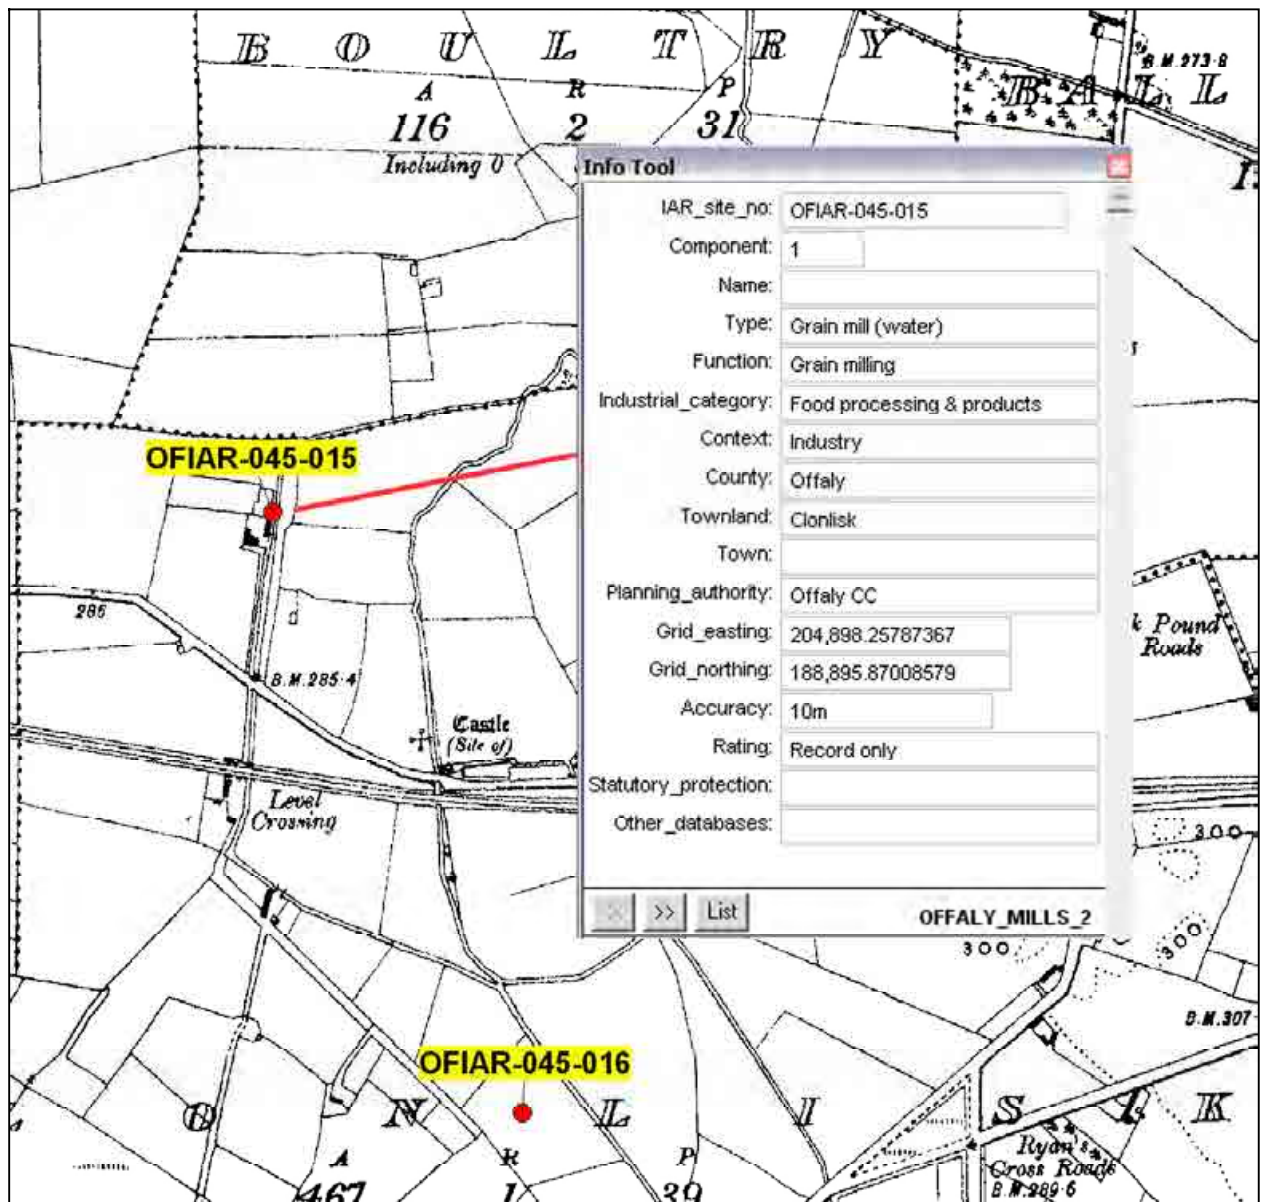 B O U L T R Y
B.M.273·8
B A L L
A R P
116 2 31
Including 0
Info Tool
IAR_site_no: OFIAR-045-015
Component: 1
Name:
Type: Grain mill (water)
Function: Grain milling
Industrial_category: Food processing & products
Context: Industry
County: Offaly
Townland: Clonlisk
Town:
Planning_authority: Offaly CC
Grid_easting: 204,898.25787367
Grid_northing: 188,895.87008579
Accuracy: 10m
Rating: Record only
Statutory_protection:
Other_databases:
>> List OFFALY_MILLS_2
OFIAR-045-015
285
B.M.285·4
Castle
(Site of)
Level
Crossing
k Pound
Roads
300
300
300
B.M.307
OFIAR-045-016
O N L I S K
A R P
467 1 39
Ryan's
Cross Roads
B.M.289·6